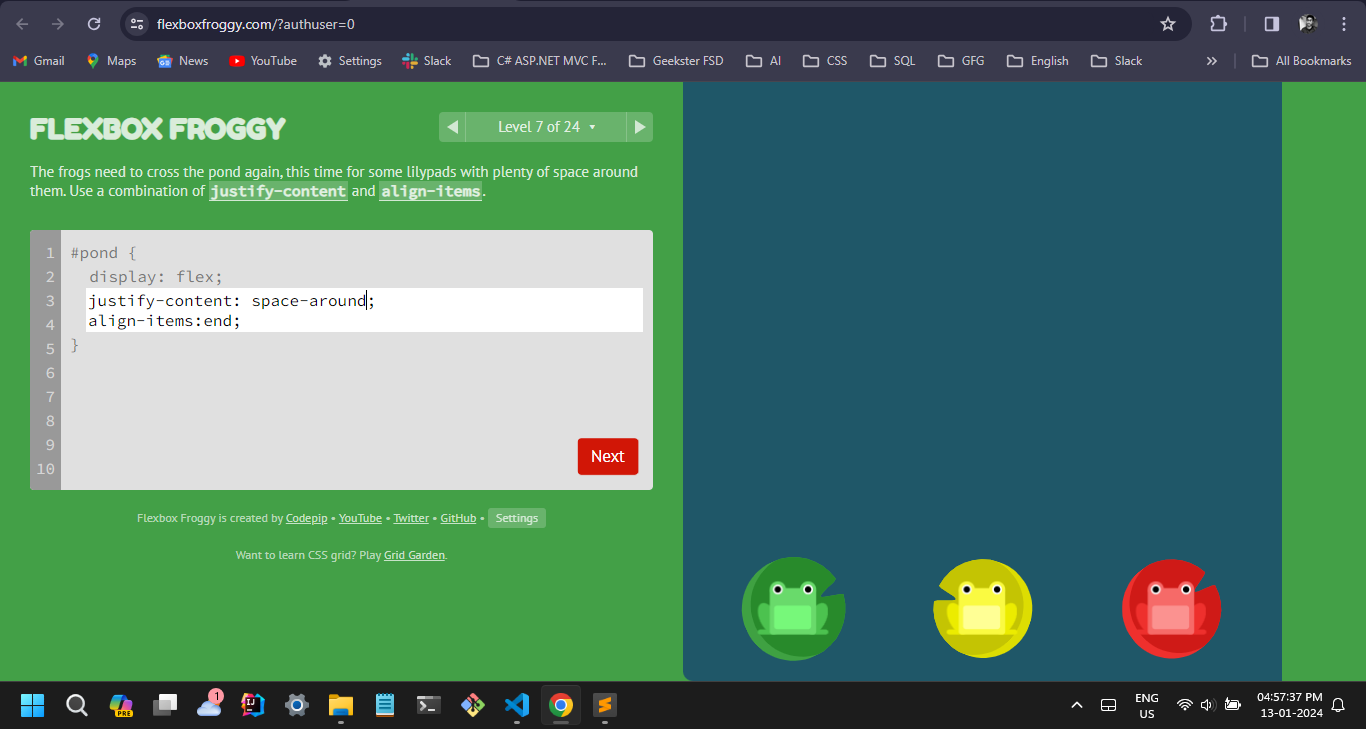 flexboxfroggy.com/?authuser=0
Gmail Maps News YouTube Settings Slack C# ASP.NET MVC F... Geekster FSD AI CSS SQL GFG English Slack » All Bookmarks
FLEXBOX FROGGY
◀ Level 7 of 24 ▾ ▶
The frogs need to cross the pond again, this time for some lilypads with plenty of space around
them. Use a combination of justify-content and align-items.
1 #pond {
2 display: flex;
3 justify-content: space-around;
4 align-items:end;
5 }
6
7
8
9
10
Next
Flexbox Froggy is created by Codepip • YouTube • Twitter • GitHub • Settings
Want to learn CSS grid? Play Grid Garden.
PRE
1
IJ
ENG
US
04:57:37 PM
13-01-2024